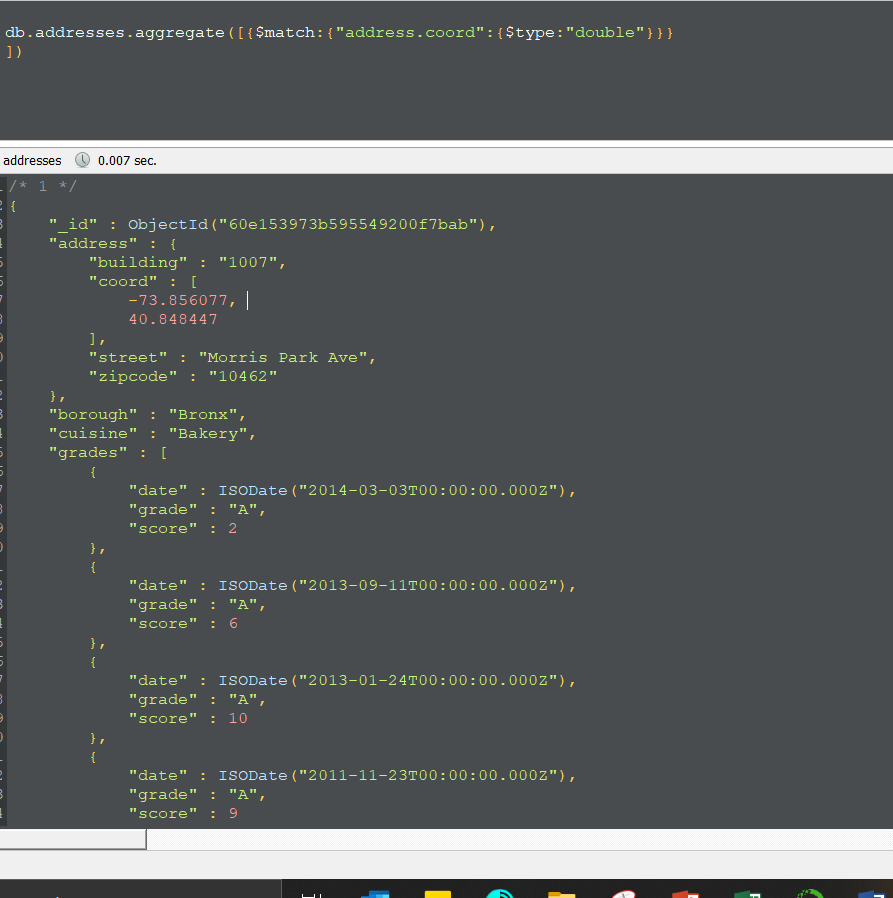 db.addresses.aggregate([{$match:{"address.coord":{$type:"double"}}}
])
addresses 0.007 sec.
/* 1 */
{
"_id" : ObjectId("60e153973b595549200f7bab"),
"address" : {
"building" : "1007",
"coord" : [
-73.856077,
40.848447
],
"street" : "Morris Park Ave",
"zipcode" : "10462"
},
"borough" : "Bronx",
"cuisine" : "Bakery",
"grades" : [
{
"date" : ISODate("2014-03-03T00:00:00.000Z"),
"grade" : "A",
"score" : 2
},
{
"date" : ISODate("2013-09-11T00:00:00.000Z"),
"grade" : "A",
"score" : 6
},
{
"date" : ISODate("2013-01-24T00:00:00.000Z"),
"grade" : "A",
"score" : 10
},
{
"date" : ISODate("2011-11-23T00:00:00.000Z"),
"grade" : "A",
"score" : 9